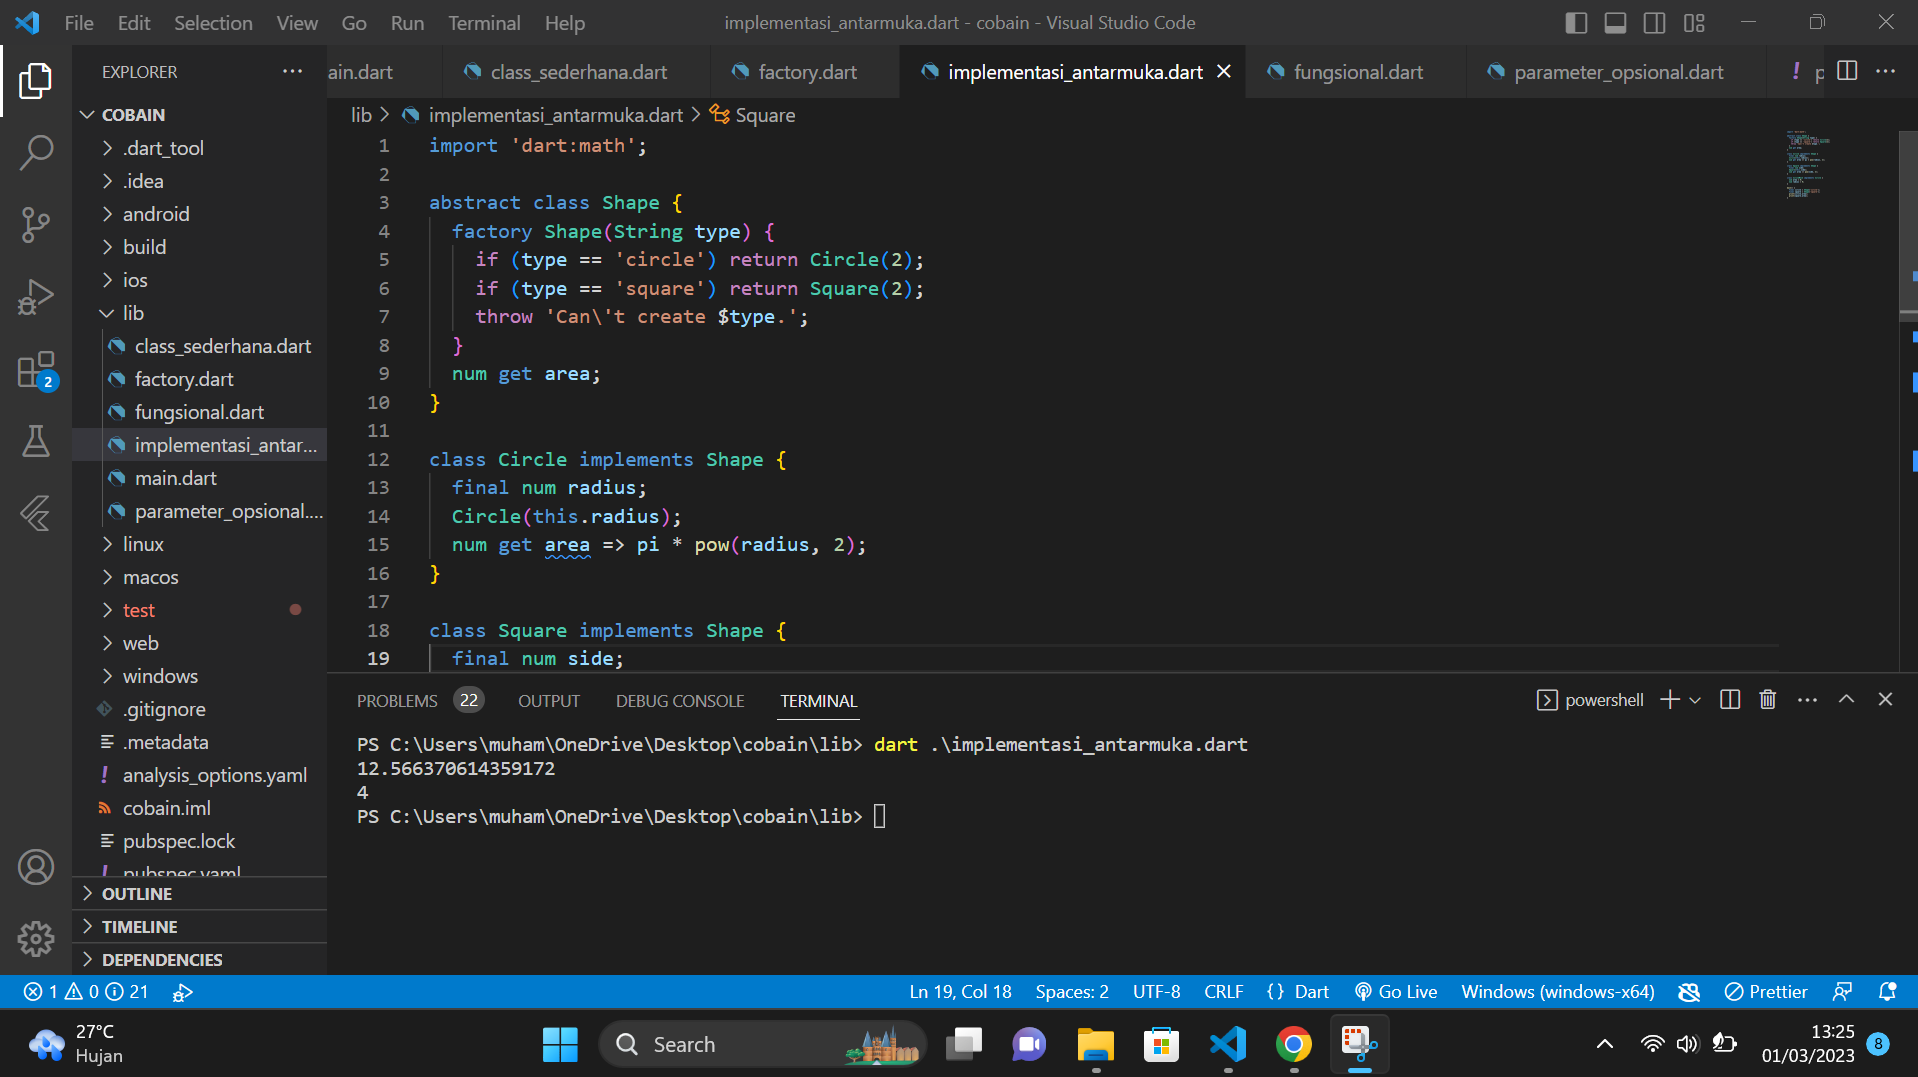 File Edit Selection View Go Run Terminal Help
implementasi_antarmuka.dart - cobain - Visual Studio Code
EXPLORER
COBAIN
.dart_tool
.idea
android
build
ios
lib
class_sederhana.dart
factory.dart
fungsional.dart
implementasi_antar...
main.dart
parameter_opsional....
linux
macos
test
web
windows
.gitignore
.metadata
analysis_options.yaml
cobain.iml
pubspec.lock
pubspec.yaml
OUTLINE
TIMELINE
DEPENDENCIES
2
ain.dart class_sederhana.dart factory.dart implementasi_antarmuka.dart fungsional.dart parameter_opsional.dart ! p
lib > implementasi_antarmuka.dart > Square
1 import 'dart:math';
2
3 abstract class Shape {
4 factory Shape(String type) {
5 if (type == 'circle') return Circle(2);
6 if (type == 'square') return Square(2);
7 throw 'Can\'t create $type.';
8 }
9 num get area;
10 }
11
12 class Circle implements Shape {
13 final num radius;
14 Circle(this.radius);
15 num get area => pi * pow(radius, 2);
16 }
17
18 class Square implements Shape {
19 final num side;
PROBLEMS 22 OUTPUT DEBUG CONSOLE TERMINAL
powershell
PS C:\Users\muham\OneDrive\Desktop\cobain\lib> dart .\implementasi_antarmuka.dart
12.566370614359172
4
PS C:\Users\muham\OneDrive\Desktop\cobain\lib>
1 0 21
Ln 19, Col 18 Spaces: 2 UTF-8 CRLF {} Dart Go Live Windows (windows-x64) Prettier
27°C
Hujan
Search
13:25
01/03/2023
8